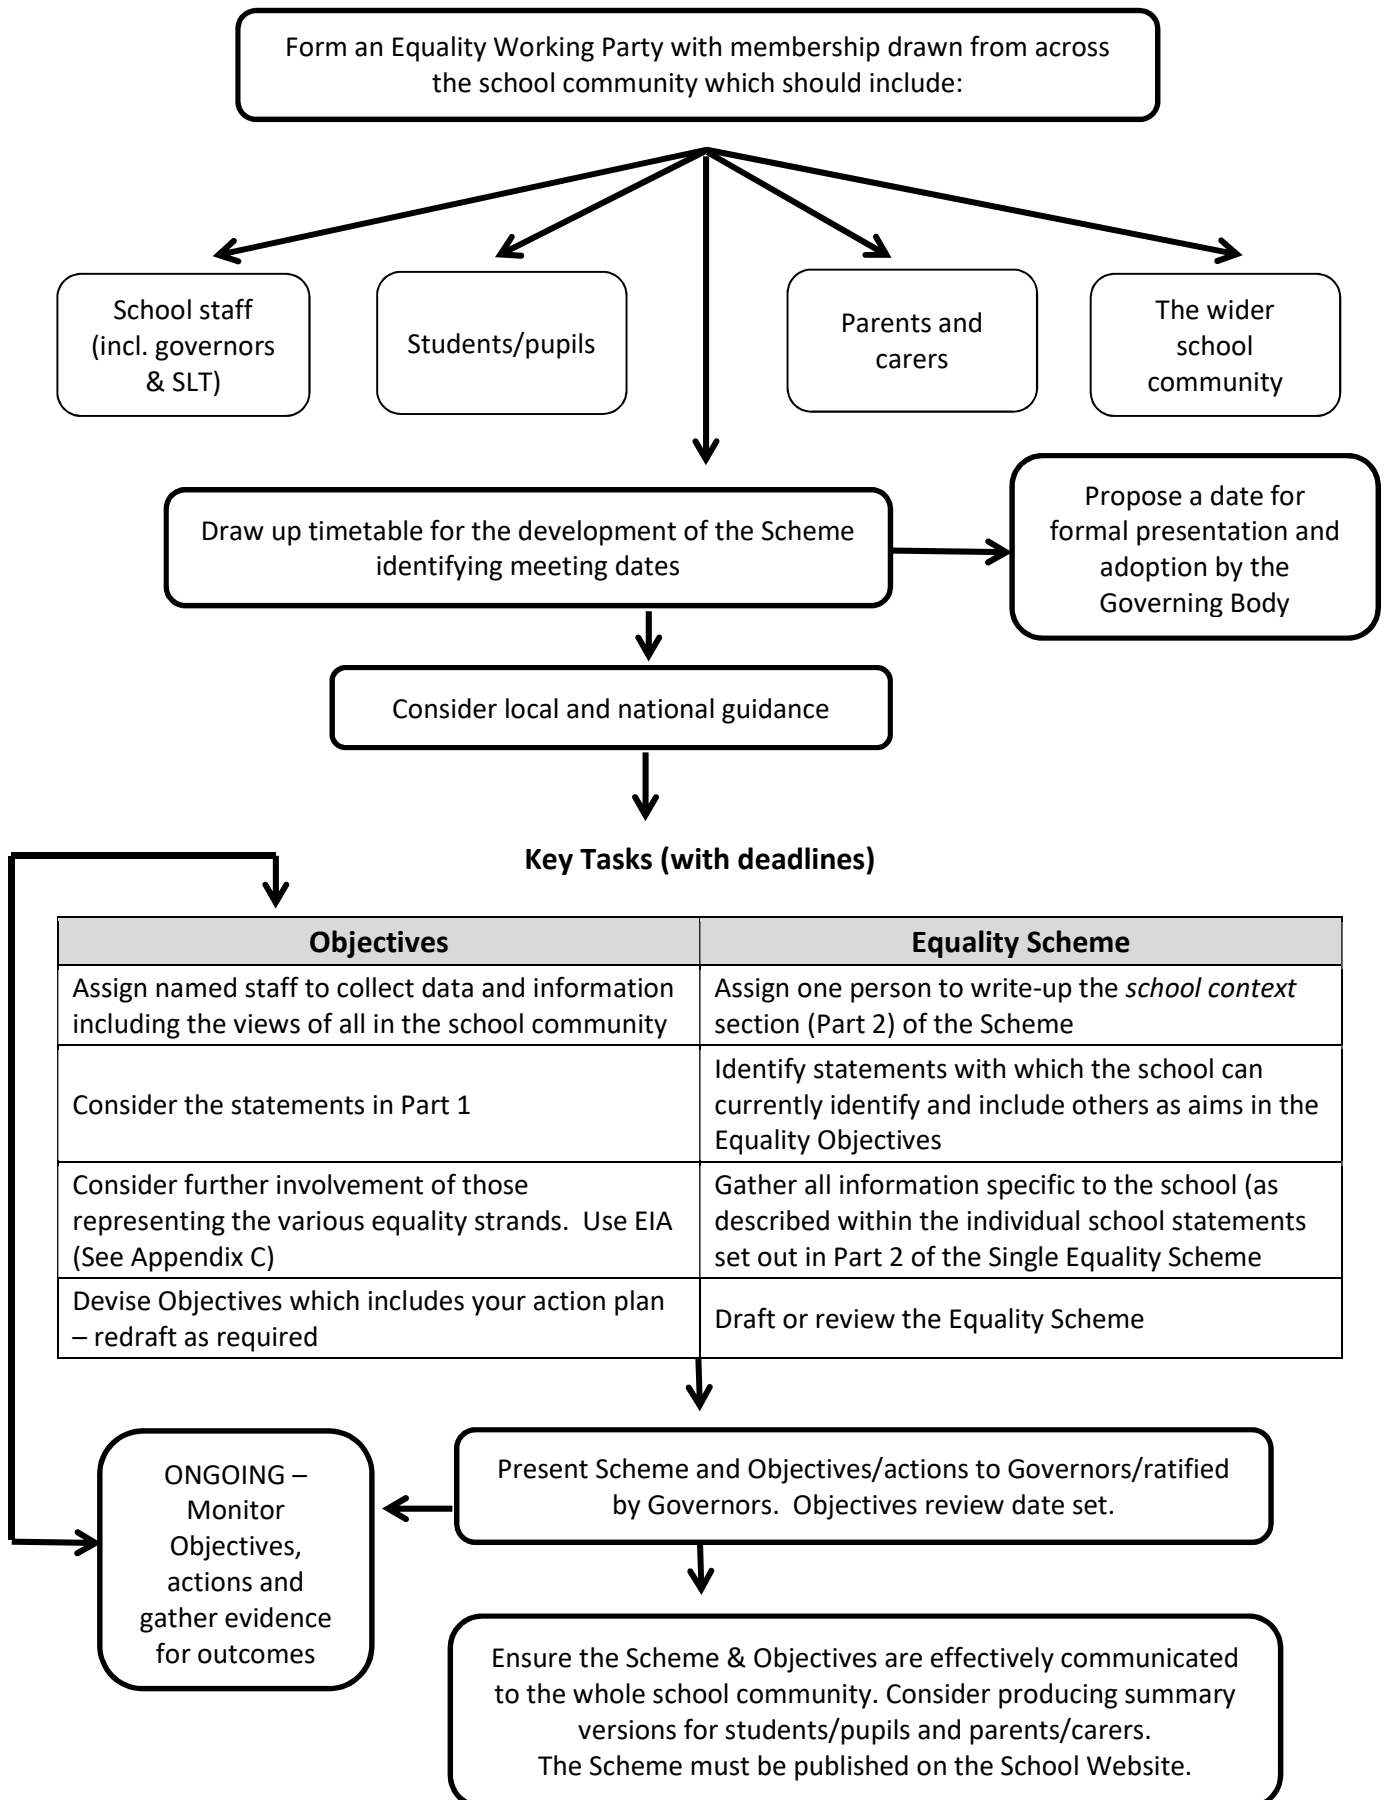 Form an Equality Working Party with membership drawn from across
the school community which should include:
School staff
(incl. governors
& SLT)
Students/pupils
Parents and
carers
The wider
school
community
Draw up timetable for the development of the Scheme
identifying meeting dates
Propose a date for
formal presentation and
adoption by the
Governing Body
Consider local and national guidance
Key Tasks (with deadlines)
Objectives
Equality Scheme
Assign named staff to collect data and information
including the views of all in the school community
Assign one person to write-up the school context
section (Part 2) of the Scheme
Consider the statements in Part 1
Identify statements with which the school can
currently identify and include others as aims in the
Equality Objectives
Consider further involvement of those
representing the various equality strands.  Use EIA
(See Appendix C)
Gather all information specific to the school (as
described within the individual school statements
set out in Part 2 of the Single Equality Scheme
Devise Objectives which includes your action plan
– redraft as required
Draft or review the Equality Scheme
Present Scheme and Objectives/actions to Governors/ratified
by Governors.  Objectives review date set.
ONGOING –
Monitor
Objectives,
actions and
gather evidence
for outcomes
Ensure the Scheme & Objectives are effectively communicated
to the whole school community. Consider producing summary
versions for students/pupils and parents/carers.
The Scheme must be published on the School Website.